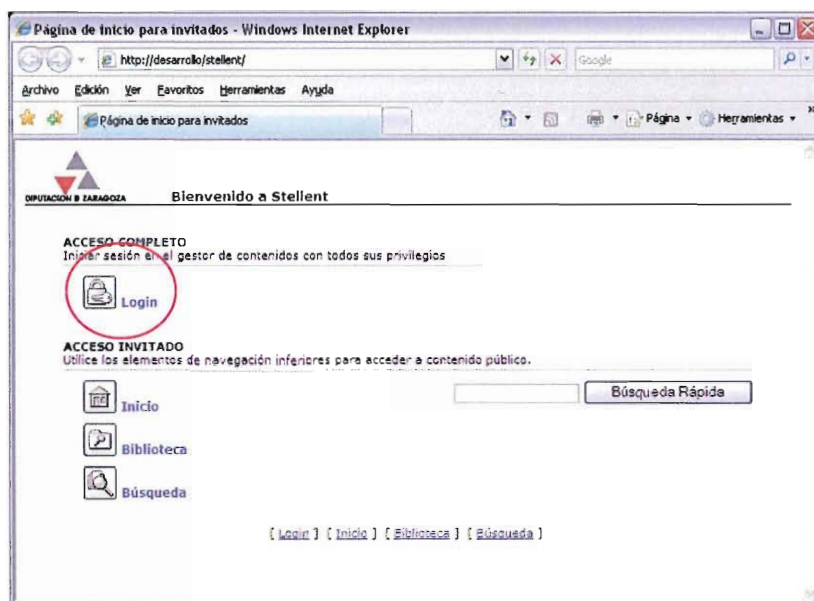 Página de inicio para invitados - Windows Internet Explorer
http://desarrollo/stellent/
Google
Archivo Edición Ver Favoritos Herramientas Ayuda
Página de inicio para invitados
Página
Herramientas
DIPUTACION D ZARAGOZA
Bienvenido a Stellent
ACCESO COMPLETO
Iniciar sesión en el gestor de contenidos con todos sus privilegios
Login
ACCESO INVITADO
Utilice los elementos de navegación inferiores para acceder a contenido público.
Inicio
Búsqueda Rápida
Biblioteca
Búsqueda
[ Login ] [ Inicio ] [ Biblioteca ] [ Búsqueda ]